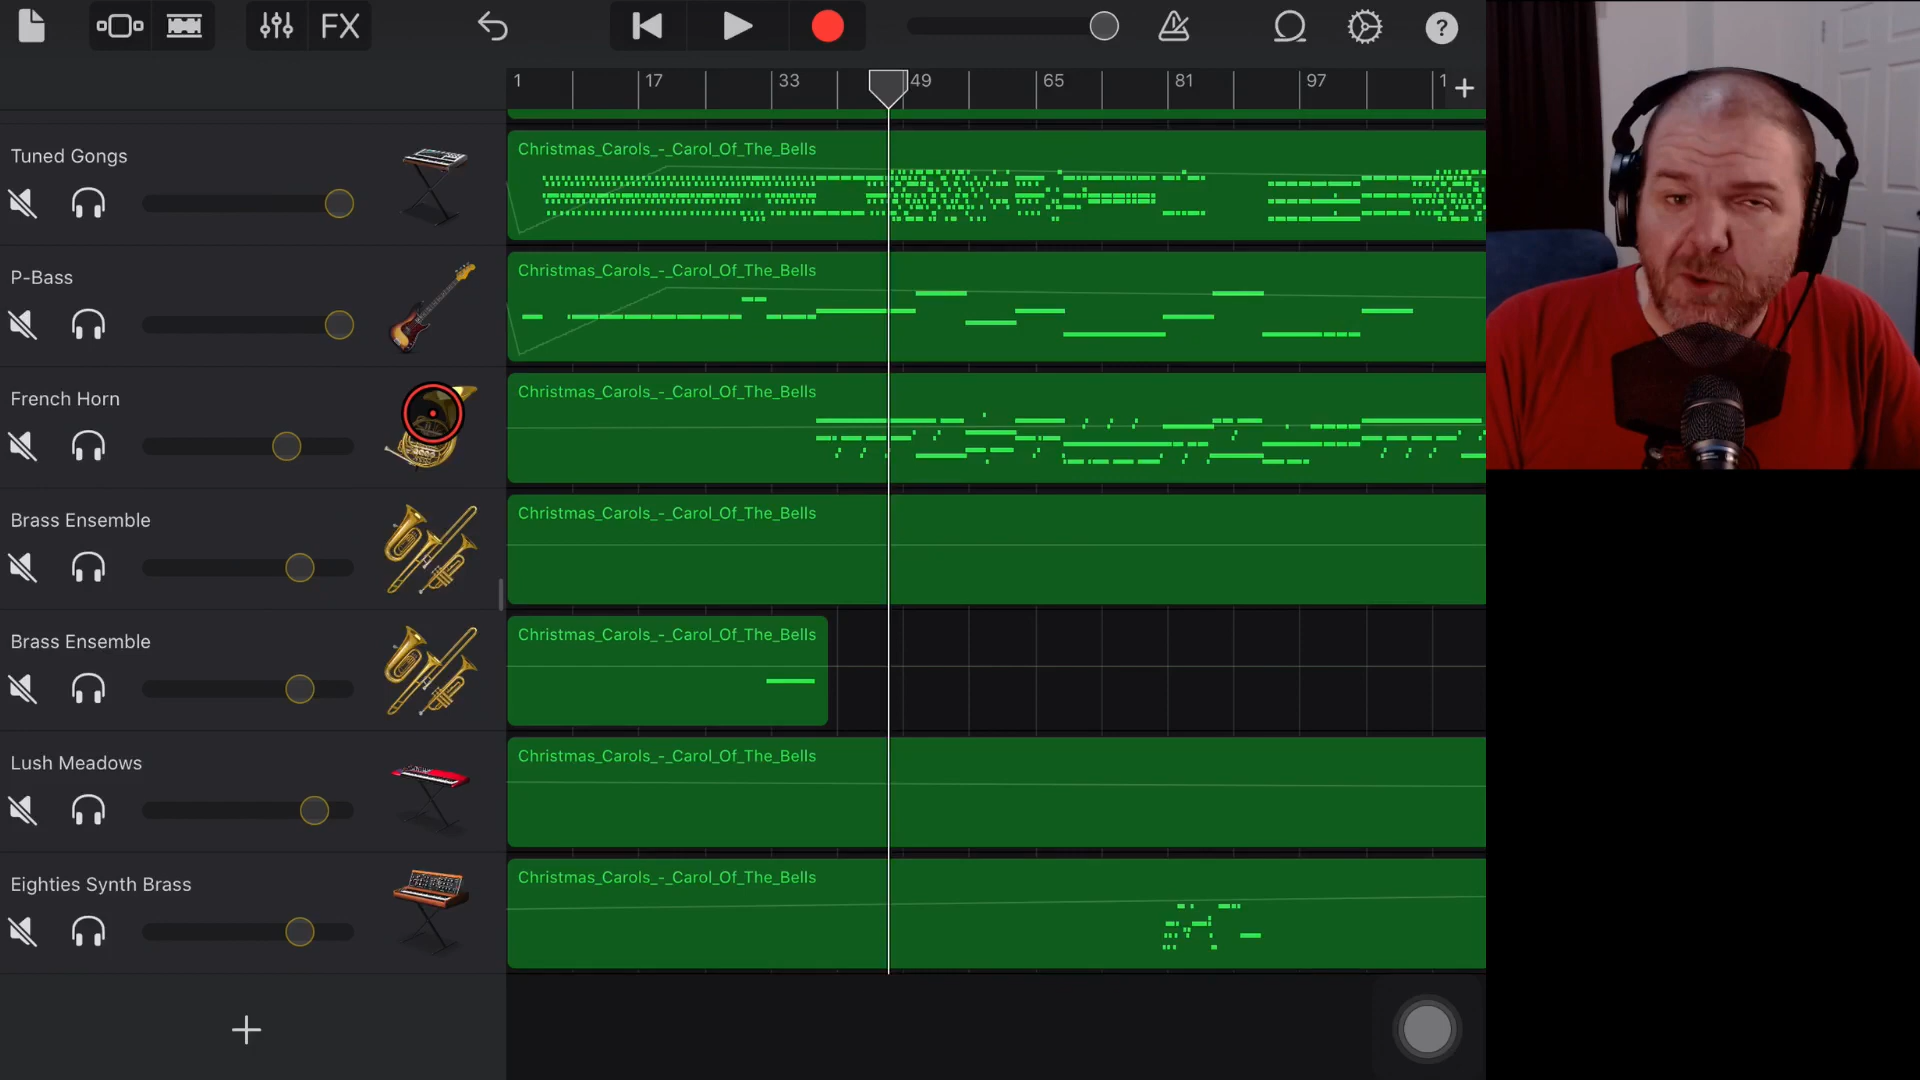 FX
?
1 17 33 49 65 81 97 1
Tuned Gongs
Christmas_Carols_-_Carol_Of_The_Bells
P-Bass
Christmas_Carols_-_Carol_Of_The_Bells
French Horn
Christmas_Carols_-_Carol_Of_The_Bells
Brass Ensemble
Christmas_Carols_-_Carol_Of_The_Bells
Brass Ensemble
Christmas_Carols_-_Carol_Of_The_Bells
Lush Meadows
Christmas_Carols_-_Carol_Of_The_Bells
Eighties Synth Brass
Christmas_Carols_-_Carol_Of_The_Bells